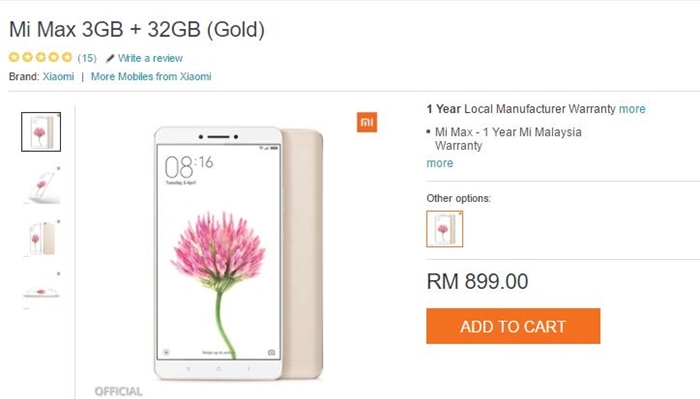 Mi Max 3GB + 32GB (Gold)
(15) Write a review
Brand: Xiaomi | More Mobiles from Xiaomi
1 Year Local Manufacturer Warranty more
• Mi Max - 1 Year Mi Malaysia
Warranty
more
Other options:
RM 899.00
ADD TO CART
mi
08:16
Tuesday, 5 April
OFFICIAL